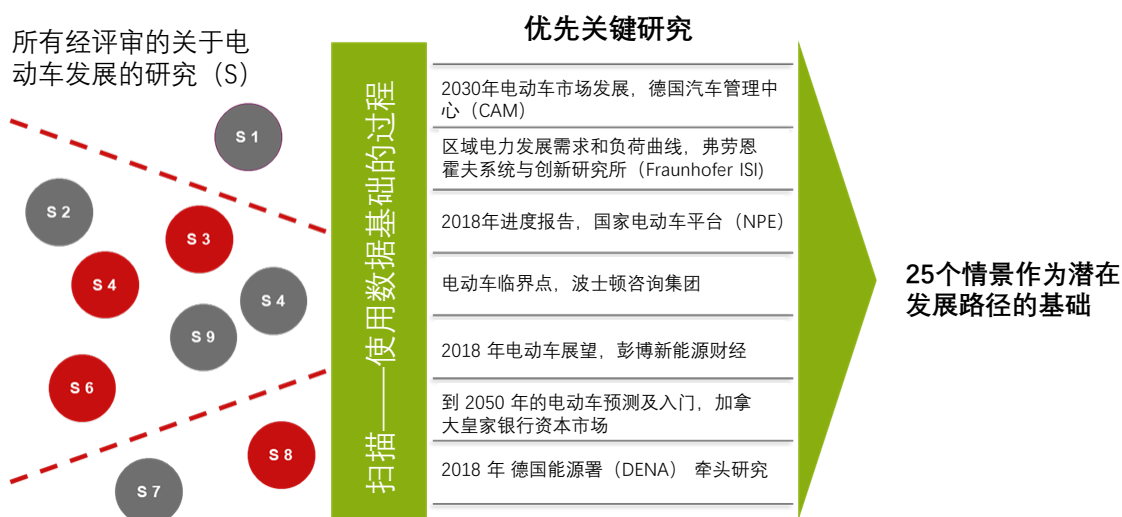 所有经评审的关于电
动车发展的研究（S）
S 1
S 2
S 3
S 4
S 4
S 9
S 6
S 8
S 7
扫描——使用数据基础的过程
优先关键研究
2030年电动车市场发展，德国汽车管理中
心（CAM）
区域电力发展需求和负荷曲线，弗劳恩
霍夫系统与创新研究所（Fraunhofer ISI)
2018年进度报告，国家电动车平台（NPE）
电动车临界点，波士顿咨询集团
2018 年电动车展望，彭博新能源财经
到 2050 年的电动车预测及入门，加拿
大皇家银行资本市场
2018 年 德国能源署（DENA） 牵头研究
25个情景作为潜在
发展路径的基础